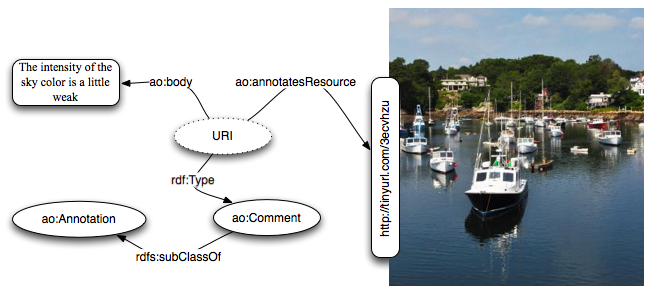 The intensity of the
sky color is a little
weak
ao:body
ao:annotatesResource
URI
http://tinyurl.com/3ecvhzu
rdf:Type
ao:Annotation
ao:Comment
rdfs:subClassOf